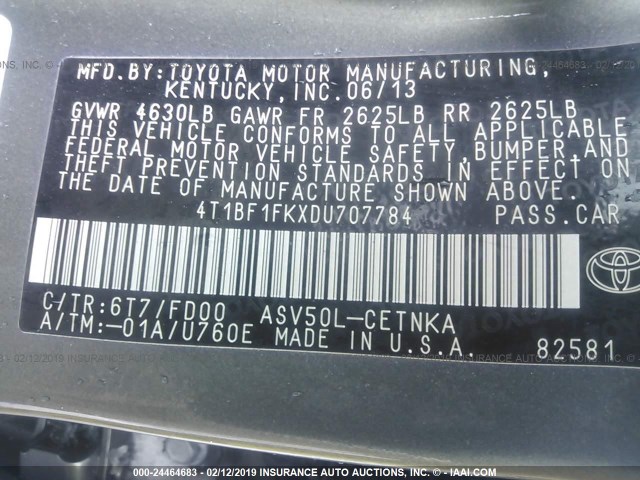 MFD.BY:TOYOTA MOTOR MANUFACTURING,
KENTUCKY, INC. 06/13
GVWR 4630LB GAWR FR 2625LB RR 2625LB
THIS VEHICLE CONFORMS TO ALL APPLICABLE
FEDERAL MOTOR VEHICLE SAFETY, BUMPER, AND
THEFT PREVENTION STANDARDS IN EFFECT ON
THE DATE OF MANUFACTURE SHOWN ABOVE.
4T1BF1FKXDU707784 PASS.CAR
C/TR:6T7/FD00 ASV50L-CETNKA
A/TM:-01A/U760E MADE IN U.S.A. 82581
000-24464683 - 02/12/2019 INSURANCE AUTO AUCTIONS INC. - © - IAAI.COM